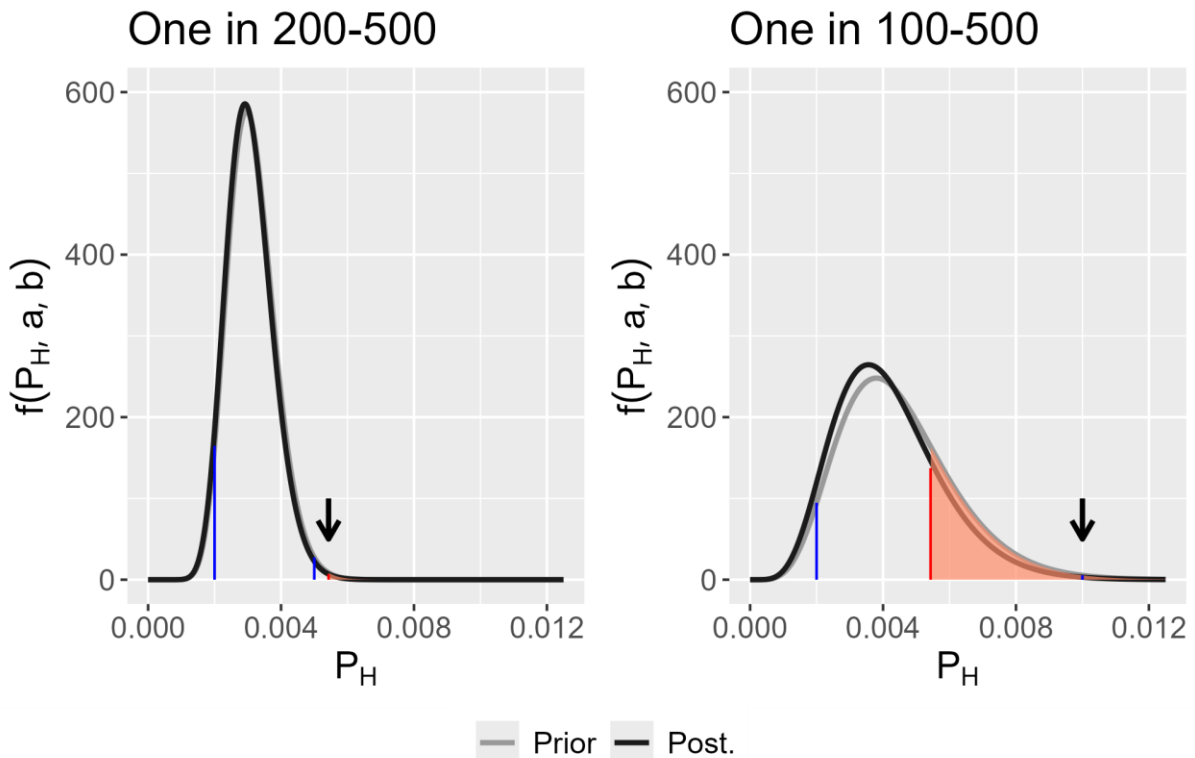 One in 200-500
600
400
200
0
f(P_H, a, b)
0.000 0.004 0.008 0.012
P_H
One in 100-500
600
400
200
0
f(P_H, a, b)
0.000 0.004 0.008 0.012
P_H
Prior Post.